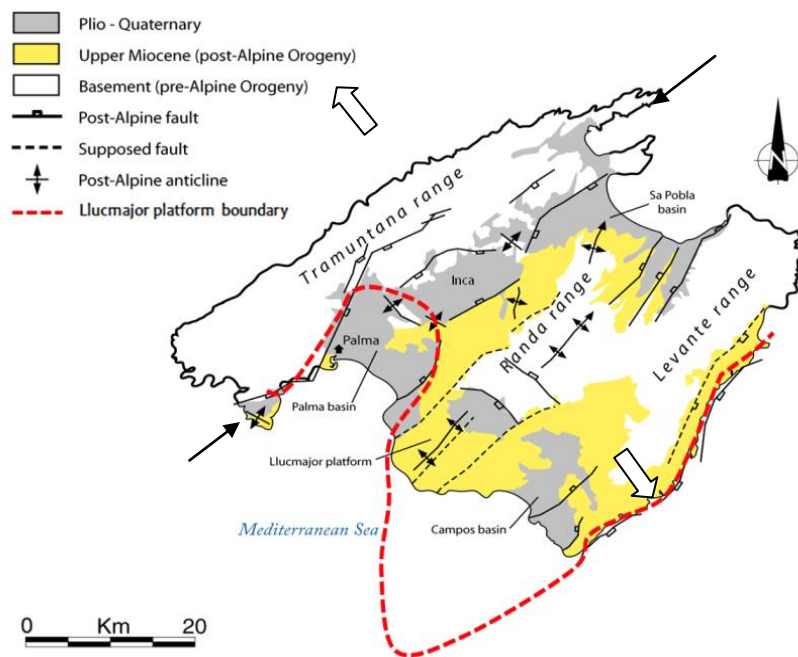 Plio - Quaternary
Upper Miocene (post-Alpine Orogeny)
Basement (pre-Alpine Orogeny)
Post-Alpine fault
Supposed fault
Post-Alpine anticline
Llucmajor platform boundary
N
Tramuntana range
Sa Pobla
basin
Inca
Randa range
Levante range
Palma
Palma basin
Llucmajor platform
Campos basin
Mediterranean Sea
0 Km 20